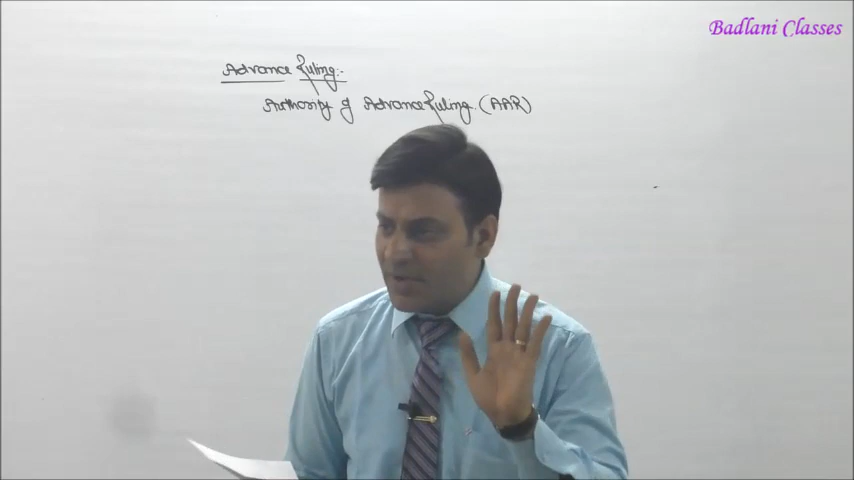 Badlani Classes
Advance Ruling:-
Authority of Advance Ruling. (AAR)